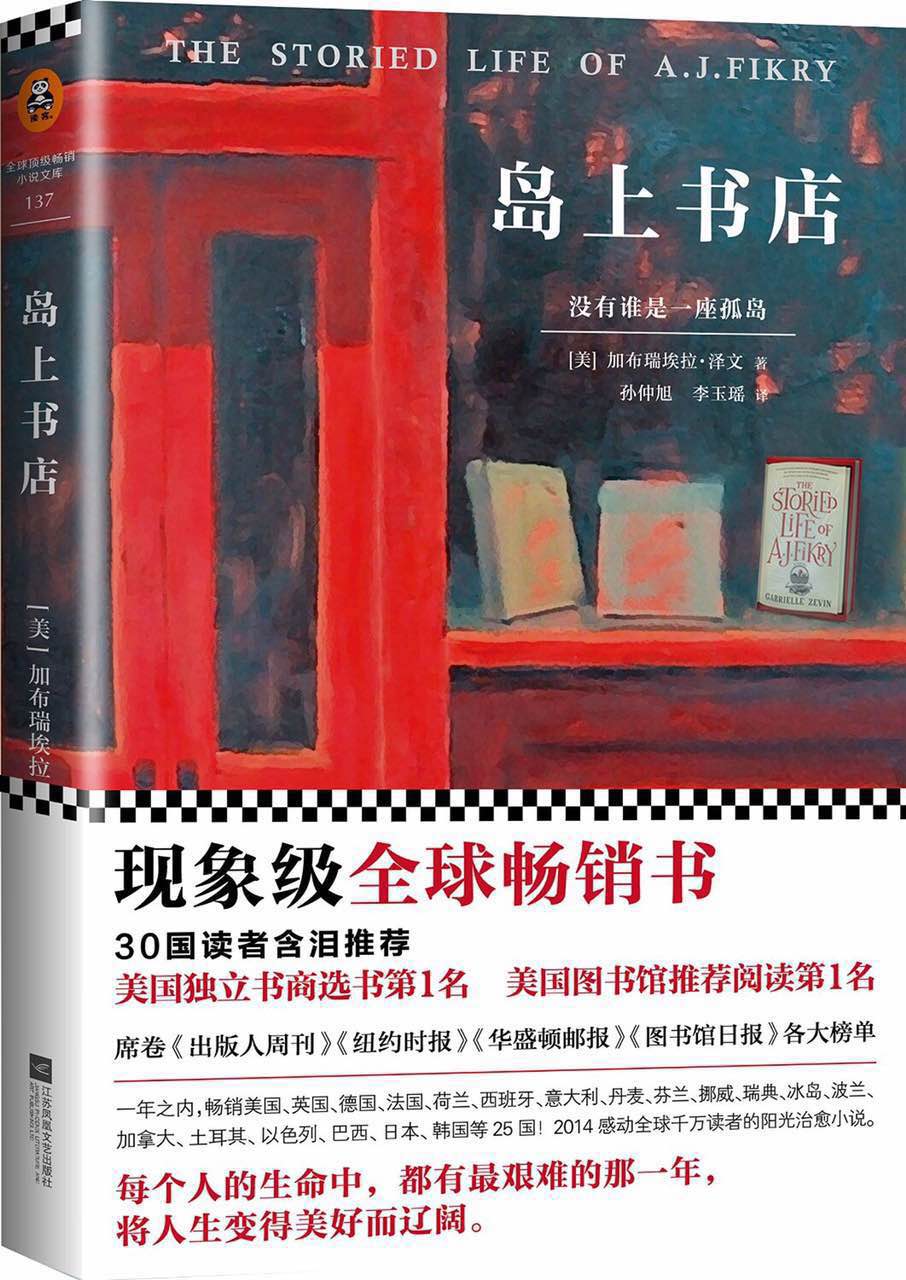 THE STORIED LIFE OF A.J.FIKRY
岛上书店
没有谁是一座孤岛
[美] 加布瑞埃拉·泽文 著
孙仲旭 李玉瑶 译
THE
STORIED
LIFE OF
A.J.FIKRY
GABRIELLE ZEVIN
读客
全球顶级畅销
小说文库
137
岛上书店
[美] 加布瑞埃拉
江苏凤凰文艺出版社
现象级全球畅销书
30国读者含泪推荐
美国独立书商选书第1名 美国图书馆推荐阅读第1名
席卷《出版人周刊》《纽约时报》《华盛顿邮报》《图书馆日报》各大榜单
一年之内,畅销美国、英国、德国、法国、荷兰、西班牙、意大利、丹麦、芬兰、挪威、瑞典、冰岛、波兰、
加拿大、土耳其、以色列、巴西、日本、韩国等 25 国!2014 感动全球千万读者的阳光治愈小说。
每个人的生命中,都有最艰难的那一年,
将人生变得美好而辽阔。